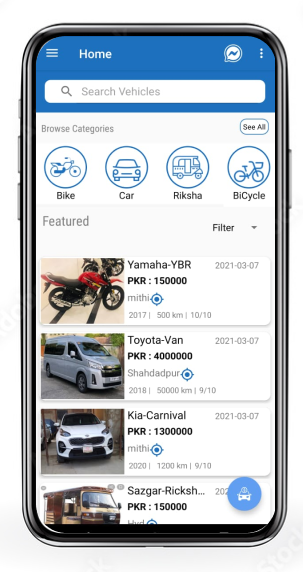 Home
Search Vehicles
Browse Categories
See All
Bike
Car
Riksha
BiCycle
Featured
Filter
Yamaha-YBR 2021-03-07
PKR : 150000
mithi
2017 | 500 km | 10/10
Toyota-Van 2021-03-07
PKR : 4000000
Shahdadpur
2018 | 50000 km | 9/10
Kia-Carnival 2021-03-07
PKR : 1300000
mithi
2020 | 1200 km | 9/10
Sazgar-Ricksh... 202
PKR : 150000
Hyd